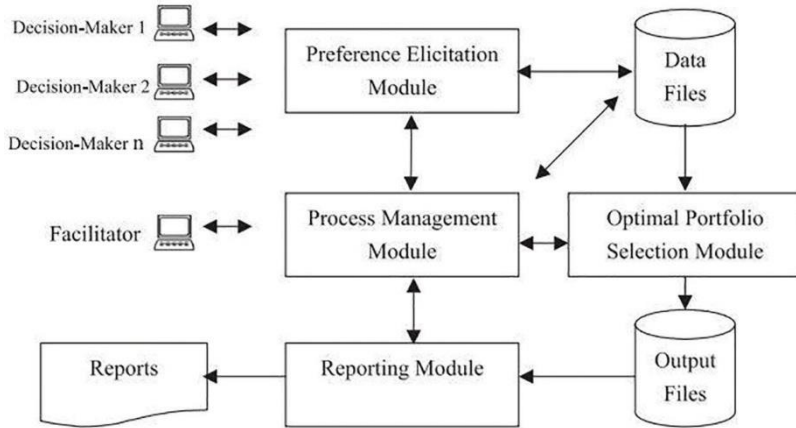 Decision-Maker 1
Decision-Maker 2
Decision-Maker n
Preference Elicitation
Module
Data
Files
Facilitator
Process Management
Module
Optimal Portfolio
Selection Module
Reports
Reporting Module
Output
Files